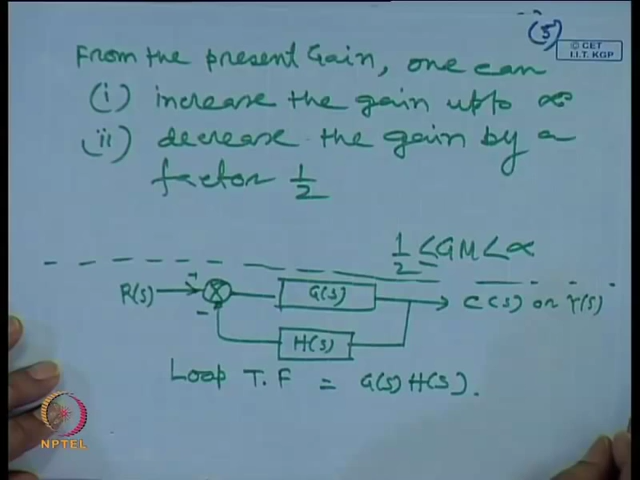 (5)
© CET
I.I.T. KGP
From the present Gain, one can
(i) increase the gain upto ∞
(ii) decrease the gain by a
factor 1/2
1/2 ≤ GM < ∝
R(s) + G(s) C(s) or Y(s)
- H(s)
Loop T.F = G(s) H(s).
NPTEL